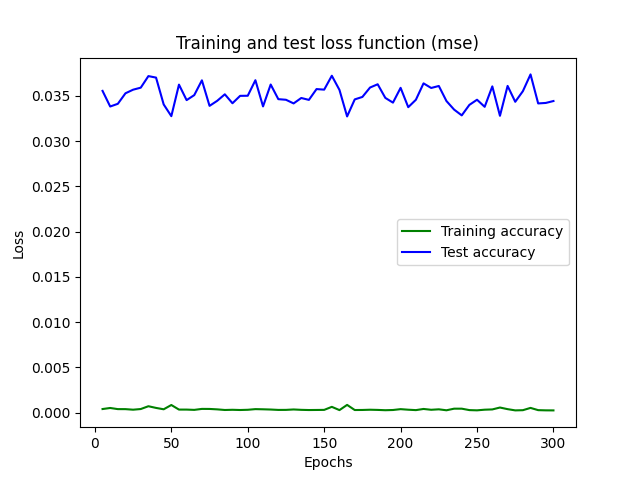 Training and test loss function (mse)
0.035
0.030
0.025
0.020
0.015
0.010
0.005
0.000
Loss
Training accuracy
Test accuracy
0 50 100 150 200 250 300
Epochs